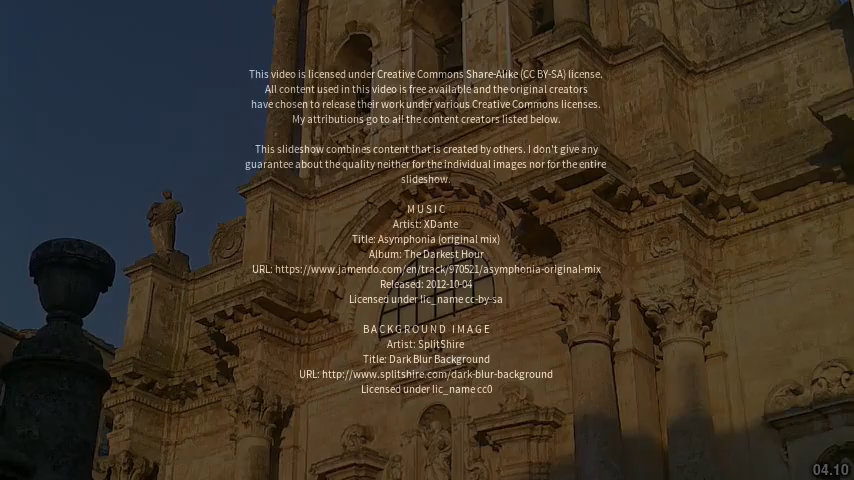 This video is licensed under Creative Commons Share-Alike (CC BY-SA) license.
All content used in this video is free available and the original creators
have chosen to release their work under various Creative Commons licenses.
My attributions go to all the content creators listed below.
This slideshow combines content that is created by others. I don't give any
guarantee about the quality neither for the individual images nor for the entire
slideshow.
MUSIC
Artist: XDante
Title: Asymphonia (original mix)
Album: The Darkest Hour
URL: https://www.jamendo.com/en/track/970521/asymphonia-original-mix
Released: 2012-10-04
Licensed under lic_name cc-by-sa
BACKGROUND IMAGE
Artist: SplitShire
Title: Dark Blur Background
URL: http://www.splitshire.com/dark-blur-background
Licensed under lic_name cc0
04.10